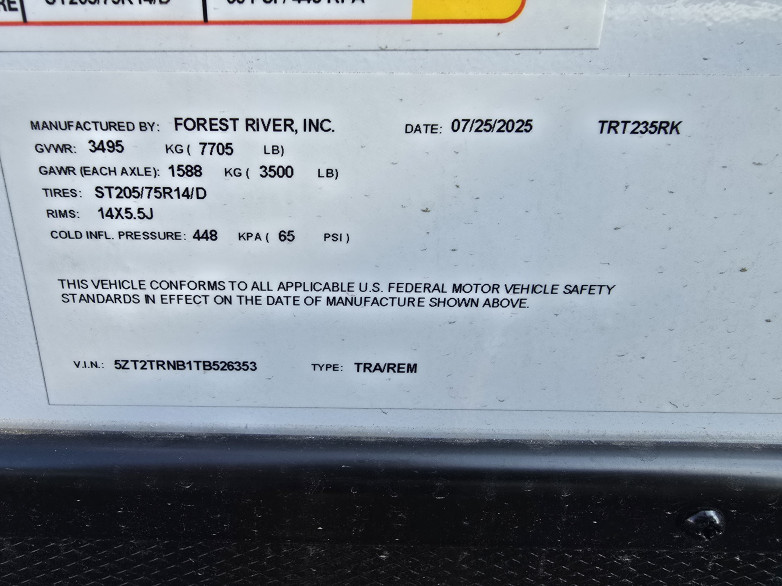 MANUFACTURED BY: FOREST RIVER, INC. DATE: 07/25/2025 TRT235RK
GVWR: 3495 KG ( 7705 LB)
GAWR (EACH AXLE): 1588 KG ( 3500 LB)
TIRES: ST205/75R14/D
RIMS: 14X5.5J
COLD INFL. PRESSURE: 448 KPA ( 65 PSI )
THIS VEHICLE CONFORMS TO ALL APPLICABLE U.S. FEDERAL MOTOR VEHICLE SAFETY
STANDARDS IN EFFECT ON THE DATE OF MANUFACTURE SHOWN ABOVE.
V.I.N.: 5ZT2TRNB1TB526353 TYPE: TRA/REM